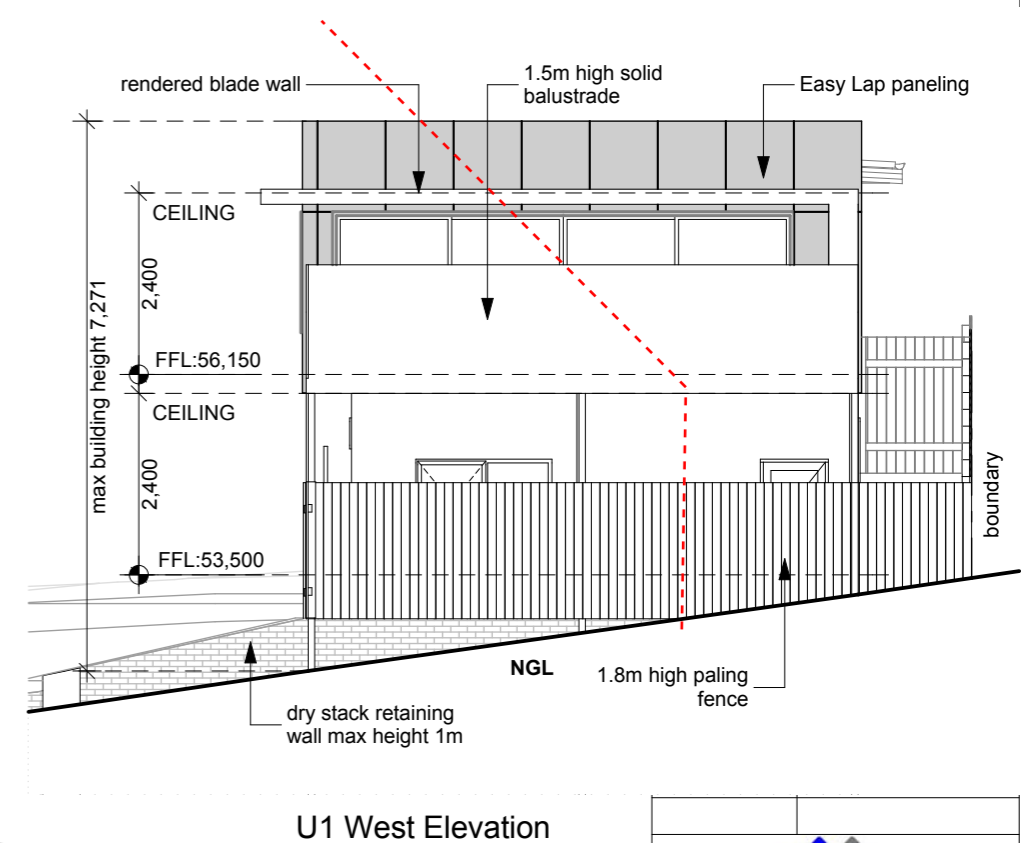 rendered blade wall
1.5m high solid
balustrade
Easy Lap paneling
max building height 7,271
CEILING
2,400
FFL:56,150
CEILING
2,400
FFL:53,500
boundary
NGL
1.8m high paling
fence
dry stack retaining
wall max height 1m
U1 West Elevation